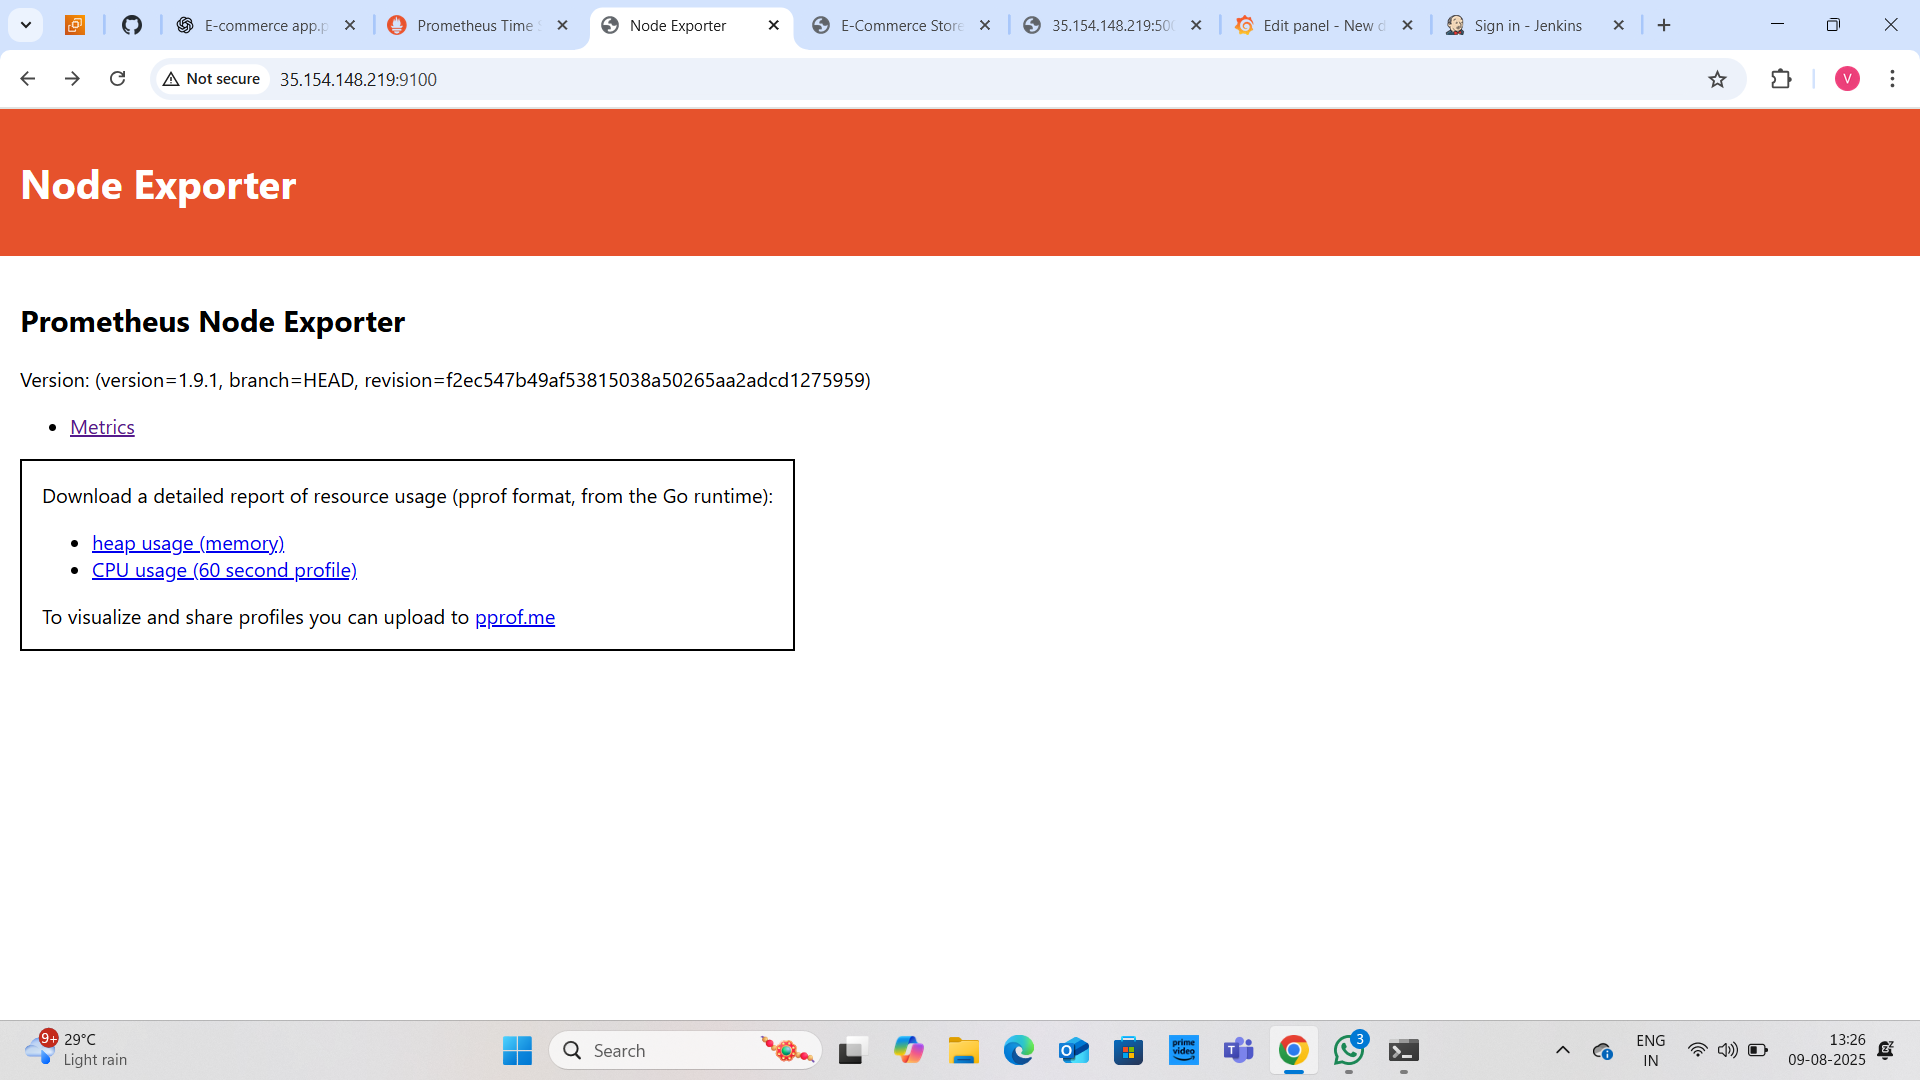 E-commerce app.p
Prometheus Time S
Node Exporter
E-Commerce Store
35.154.148.219:500
Edit panel - New d
Sign in - Jenkins
Not secure
35.154.148.219:9100
V
Node Exporter
Prometheus Node Exporter
Version: (version=1.9.1, branch=HEAD, revision=f2ec547b49af53815038a50265aa2adcd1275959)
Metrics
Download a detailed report of resource usage (pprof format, from the Go runtime):
heap usage (memory)
CPU usage (60 second profile)
To visualize and share profiles you can upload to pprof.me
9+
29°C
Light rain
Search
prime video
3
ENG
IN
13:26
09-08-2025